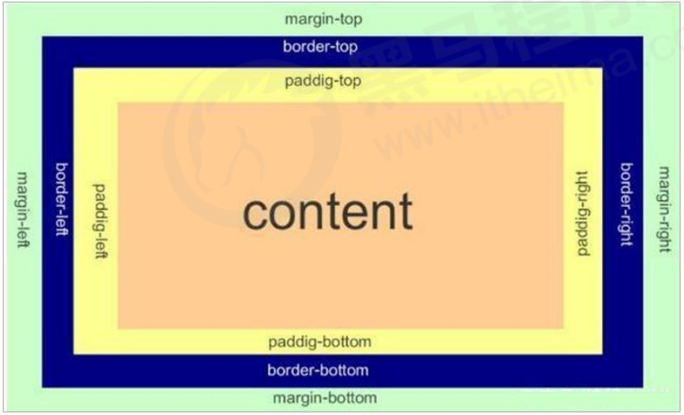 margin-top
border-top
paddig-top
黑马程序员
www.itheima.c
margin-left
border-left
paddig-left
content
paddig-right
border-right
margin-right
paddig-bottom
border-bottom
margin-bottom